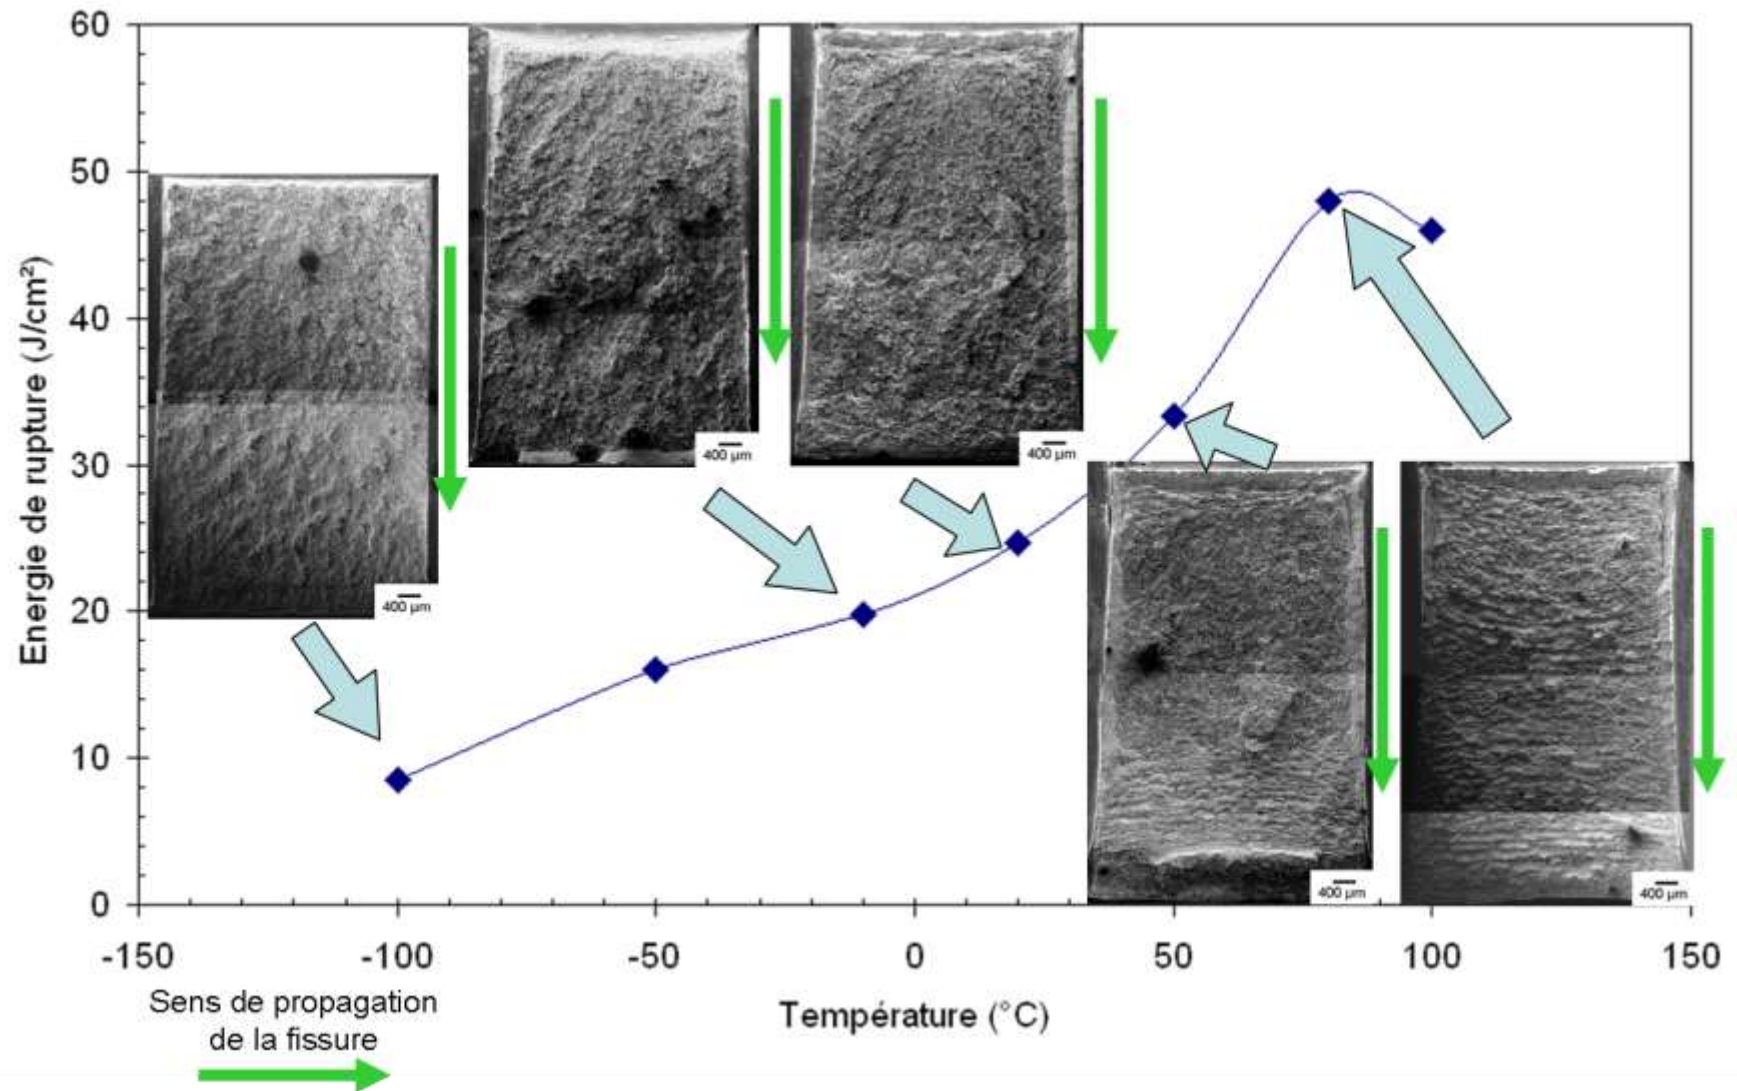 60
50
40
30
20
10
0
Energie de rupture (J/cm²)
400 µm
400 µm
400 µm
400 µm
400 µm
-150 -100 -50 0 50 100 150
Température (°C)
Sens de propagation
de la fissure